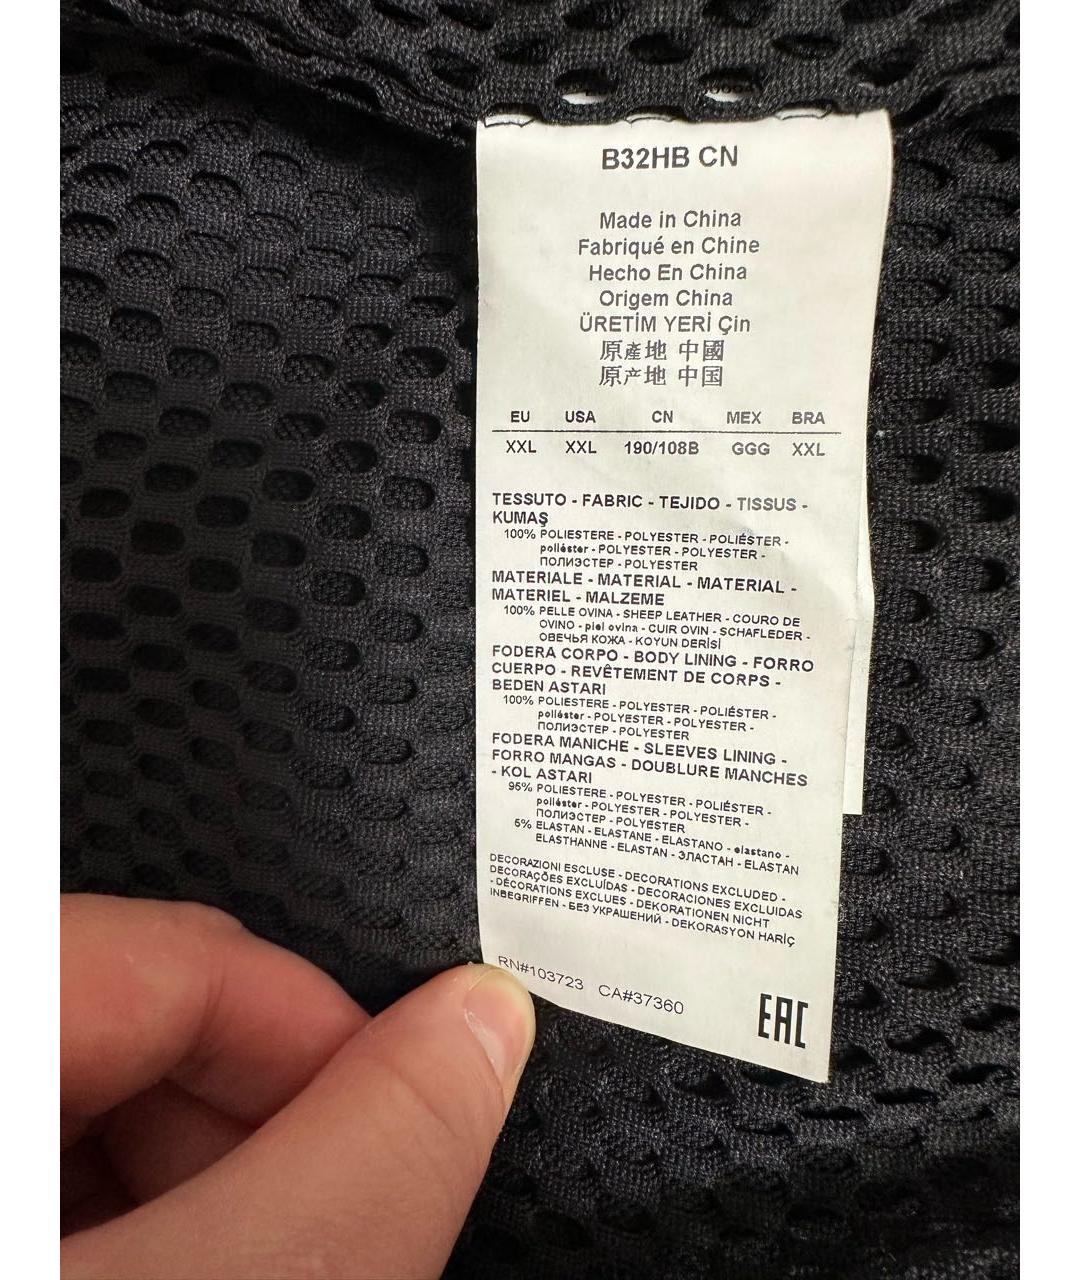 B32HB CN
Made in China
Fabriqué en Chine
Hecho En China
Origem China
ÜRETİM YERİ Çin
原產地 中國
原产地 中国
EU USA CN MEX BRA
XXL XXL 190/108B GGG XXL
TESSUTO - FABRIC - TEJIDO - TISSUS -
KUMAŞ
100% POLIESTERE - POLYESTER - POLIÉSTER -
poliéster - POLYESTER - POLYESTER -
ПОЛИЭСТЕР - POLYESTER
MATERIALE - MATERIAL - MATERIAL -
MATERIEL - MALZEME
100% PELLE OVINA - SHEEP LEATHER - COURO DE
OVINO - piel ovina - CUIR OVIN - SCHAFLEDER -
ОВЕЧЬЯ КОЖА - KOYUN DERİSİ
FODERA CORPO - BODY LINING - FORRO
CUERPO - REVÊTEMENT DE CORPS -
BEDEN ASTARI
100% POLIESTERE - POLYESTER - POLIÉSTER -
poliéster - POLYESTER - POLYESTER -
ПОЛИЭСТЕР - POLYESTER
FODERA MANICHE - SLEEVES LINING -
FORRO MANGAS - DOUBLURE MANCHES
- KOL ASTARI
95% POLIESTERE - POLYESTER - POLIÉSTER -
poliéster - POLYESTER - POLYESTER -
ПОЛИЭСТЕР - POLYESTER
5% ELASTAN - ELASTANE - ELASTANO - elastano -
ELASTHANNE - ELASTAN - ЭЛАСТАН - ELASTAN
DECORAZIONI ESCLUSE - DECORATIONS EXCLUDED -
DECORAÇÕES EXCLUÍDAS - DECORACIONES EXCLUIDAS
- DÉCORATIONS EXCLUES - DEKORATIONEN NICHT
INBEGRIFFEN - БЕЗ УКРАШЕНИЙ - DEKORASYON HARİÇ
RN#103723 CA#37360
EAC